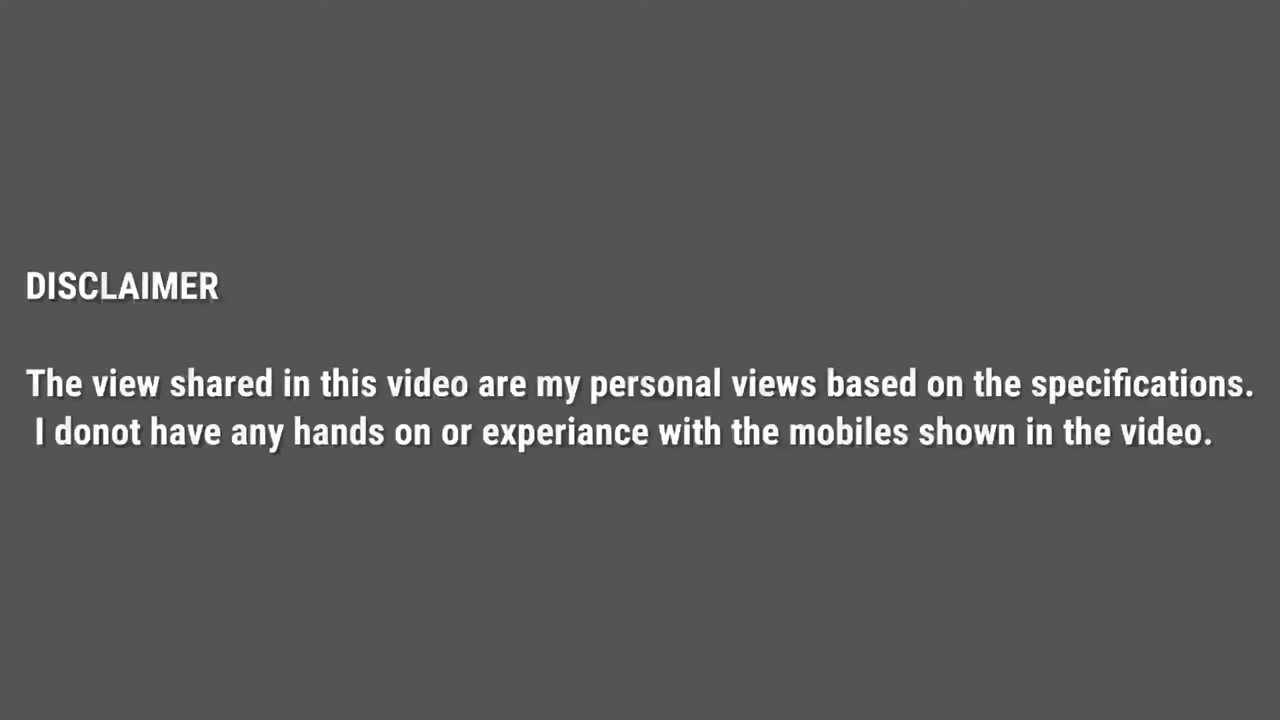 DISCLAIMER
The view shared in this video are my personal views based on the specifications.
I donot have any hands on or experiance with the mobiles shown in the video.